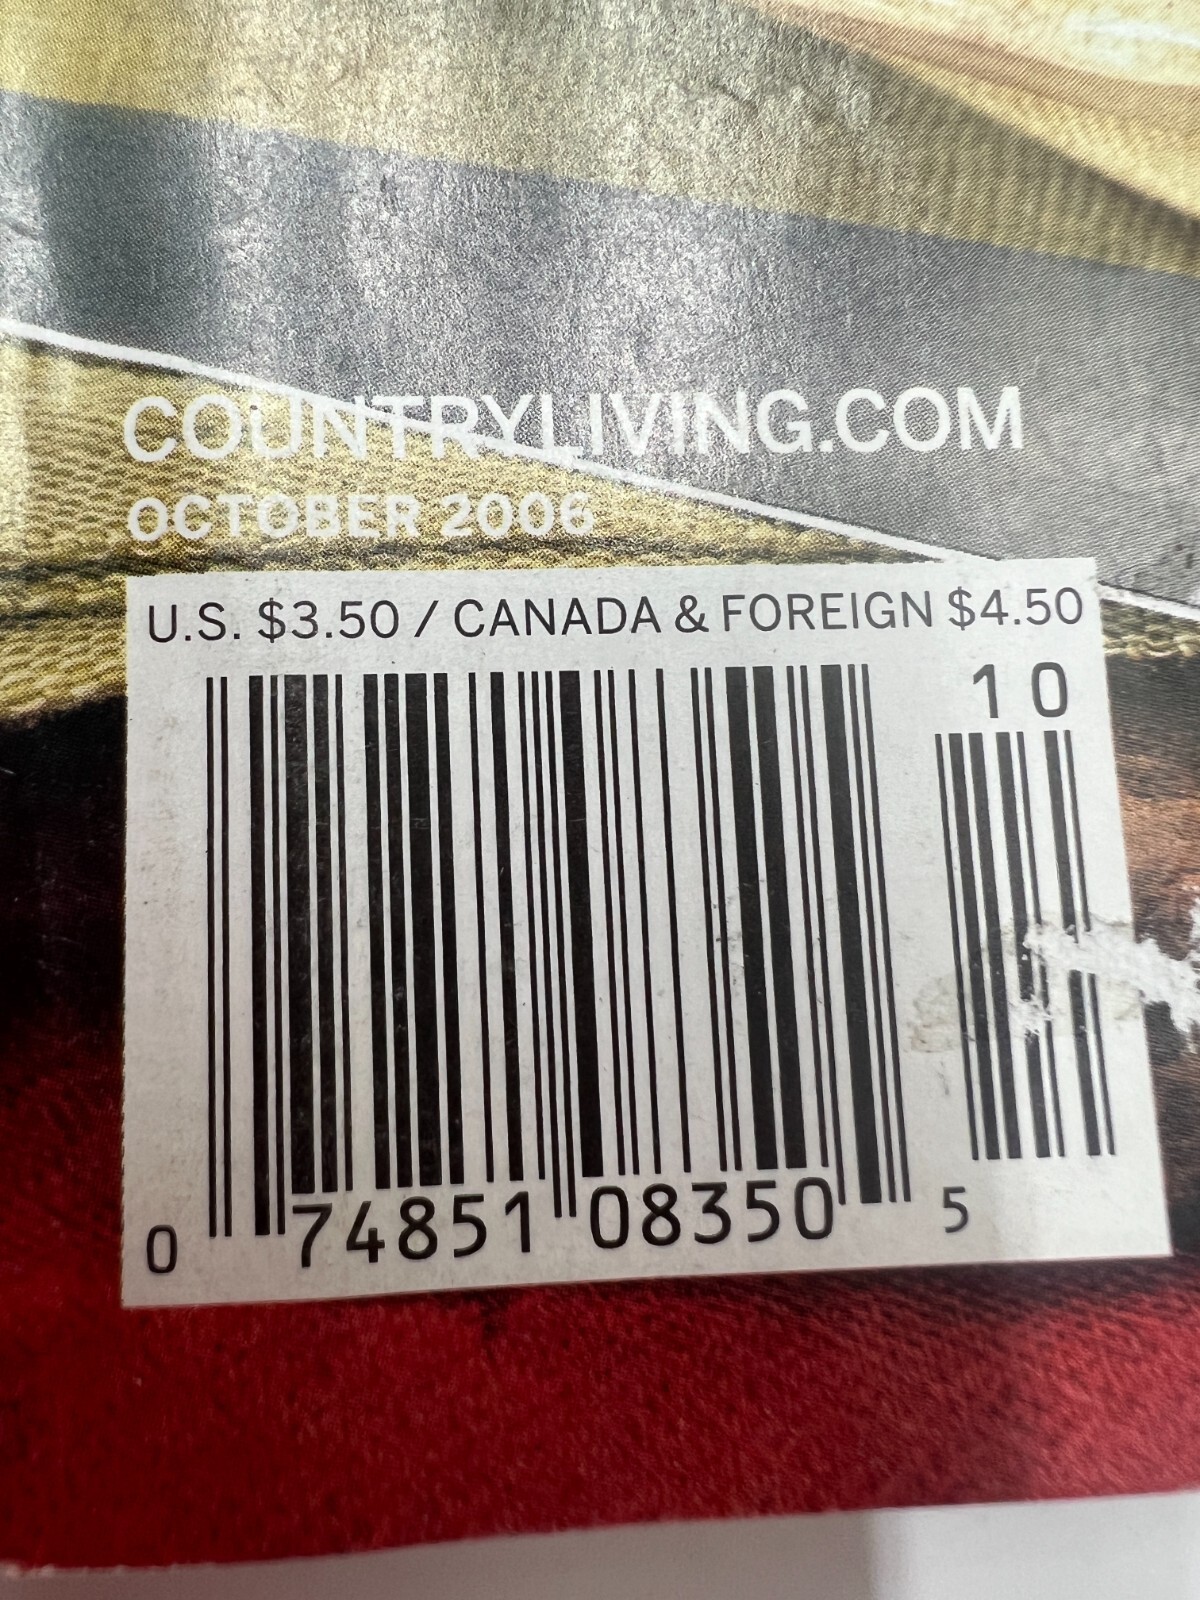 COUNTRYLIVING.COM
OCTOBER 2006
U.S. $3.50 / CANADA & FOREIGN $4.50
10
0 74851 08350 5